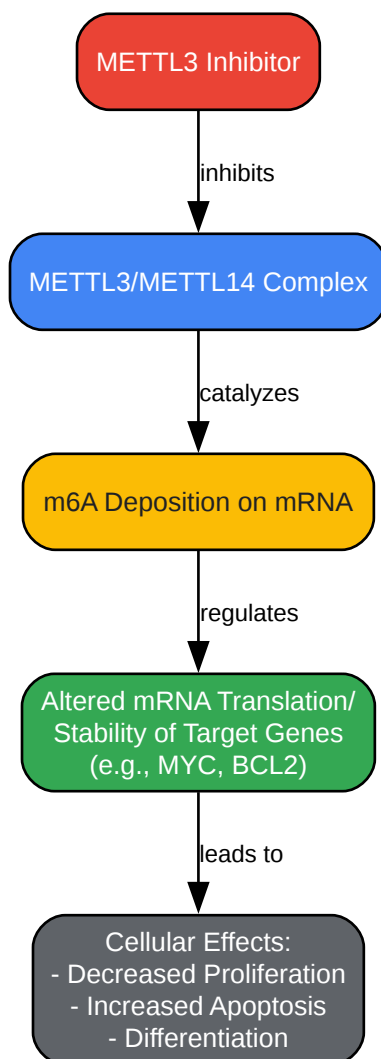 METTL3 Inhibitor
inhibits
METTL3/METTL14 Complex
catalyzes
m6A Deposition on mRNA
regulates
Altered mRNA Translation/
Stability of Target Genes
(e.g., MYC, BCL2)
leads to
Cellular Effects:
- Decreased Proliferation
- Increased Apoptosis
- Differentiation